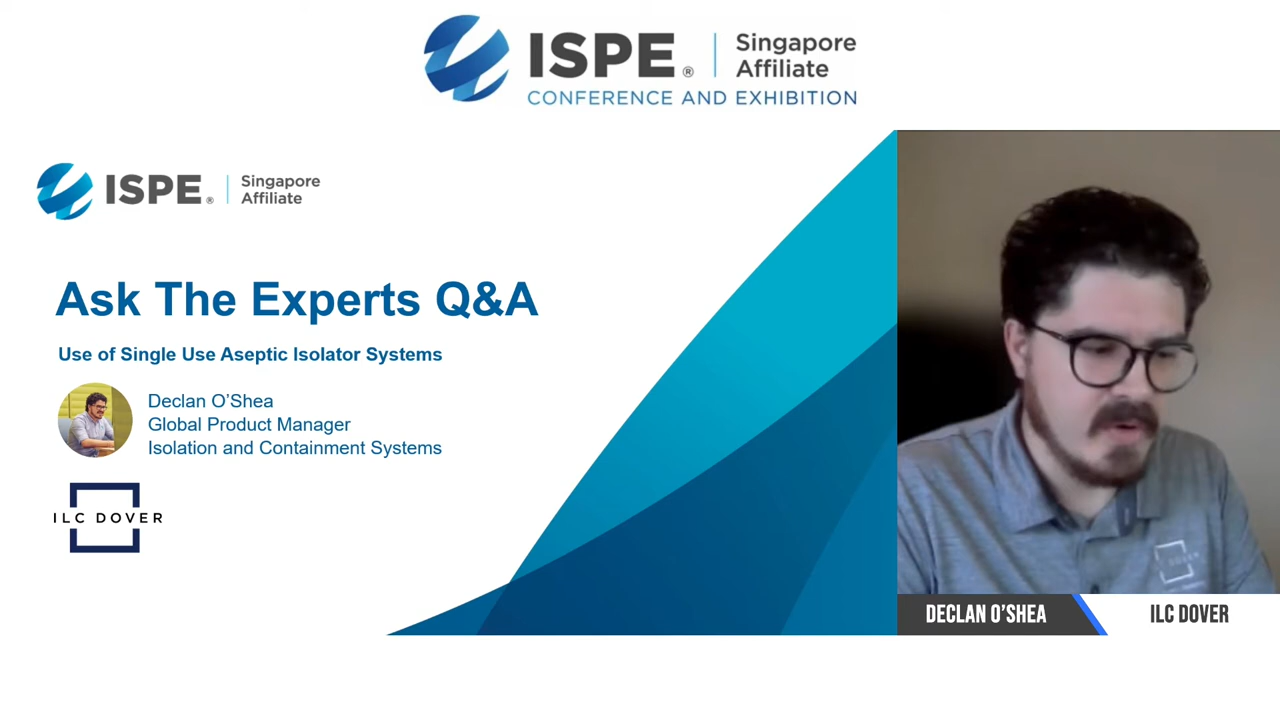 ISPE® | Singapore
Affiliate
CONFERENCE AND EXHIBITION
ISPE® | Singapore
Affiliate
Ask The Experts Q&A
Use of Single Use Aseptic Isolator Systems
Declan O'Shea
Global Product Manager
Isolation and Containment Systems
ILC DOVER
DECLAN O'SHEA
ILC DOVER